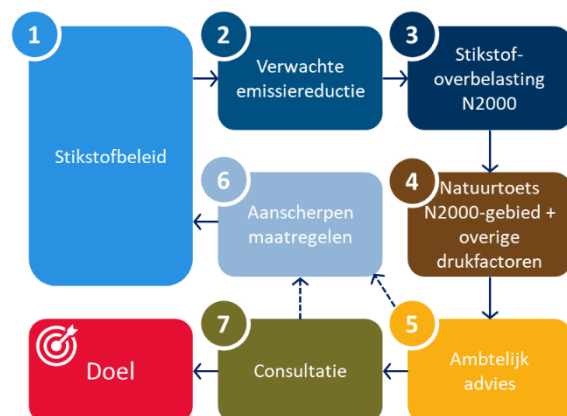 1
Stikstofbeleid
2
Verwachte
emissiereductie
3
Stikstof-
overbelasting
N2000
4
Natuurtoets
N2000-gebied +
overige
drukfactoren
5
Ambtelijk
advies
6
Aanscherpen
maatregelen
7
Consultatie
Doel